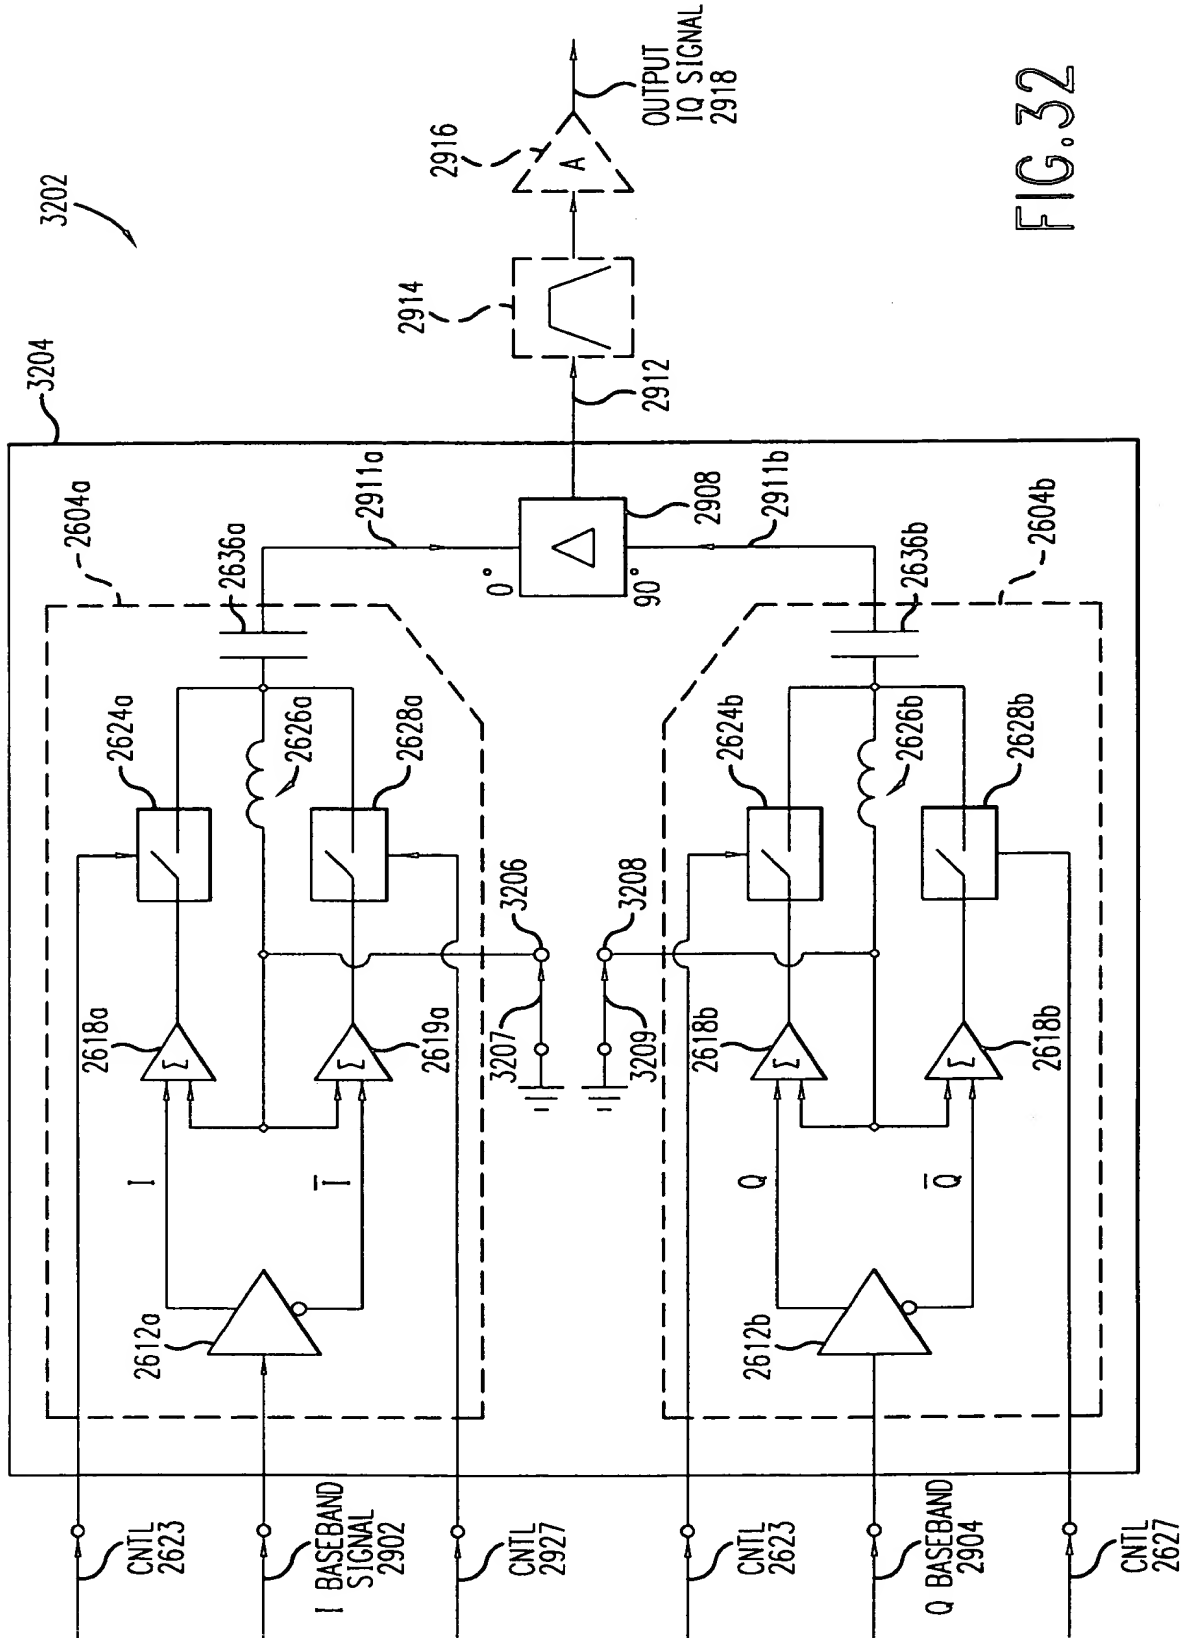 3202
3204
2604a
2636a
2911a
0°
2624a
2626a
2628a
2618a
2619a
Σ
Σ
I
I̅
2612a
CNTL
2623
I BASEBAND
SIGNAL
2902
CNTL
2927
3206
3207
3208
3209
2908
2912
2914
2916
A
OUTPUT
IQ SIGNAL
2918
90°
2911b
2636b
2604b
2624b
2626b
2628b
2618b
2618b
Σ
Σ
Q
Q̅
2612b
CNTL
2623
Q BASEBAND
2904
CNTL
2627
FIG.32